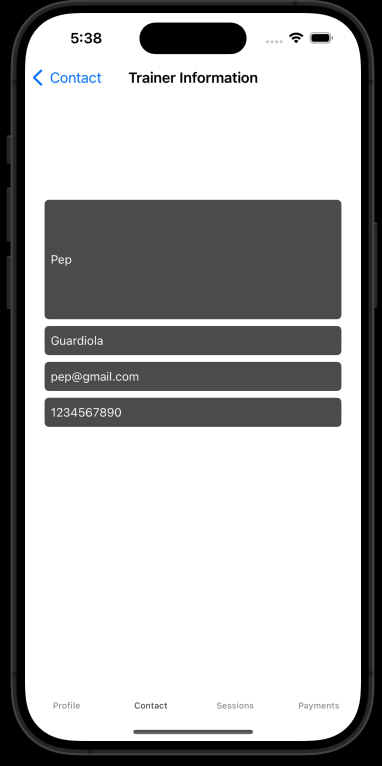 5:38
Contact Trainer Information
Pep
Guardiola
pep@gmail.com
1234567890
Profile Contact Sessions Payments